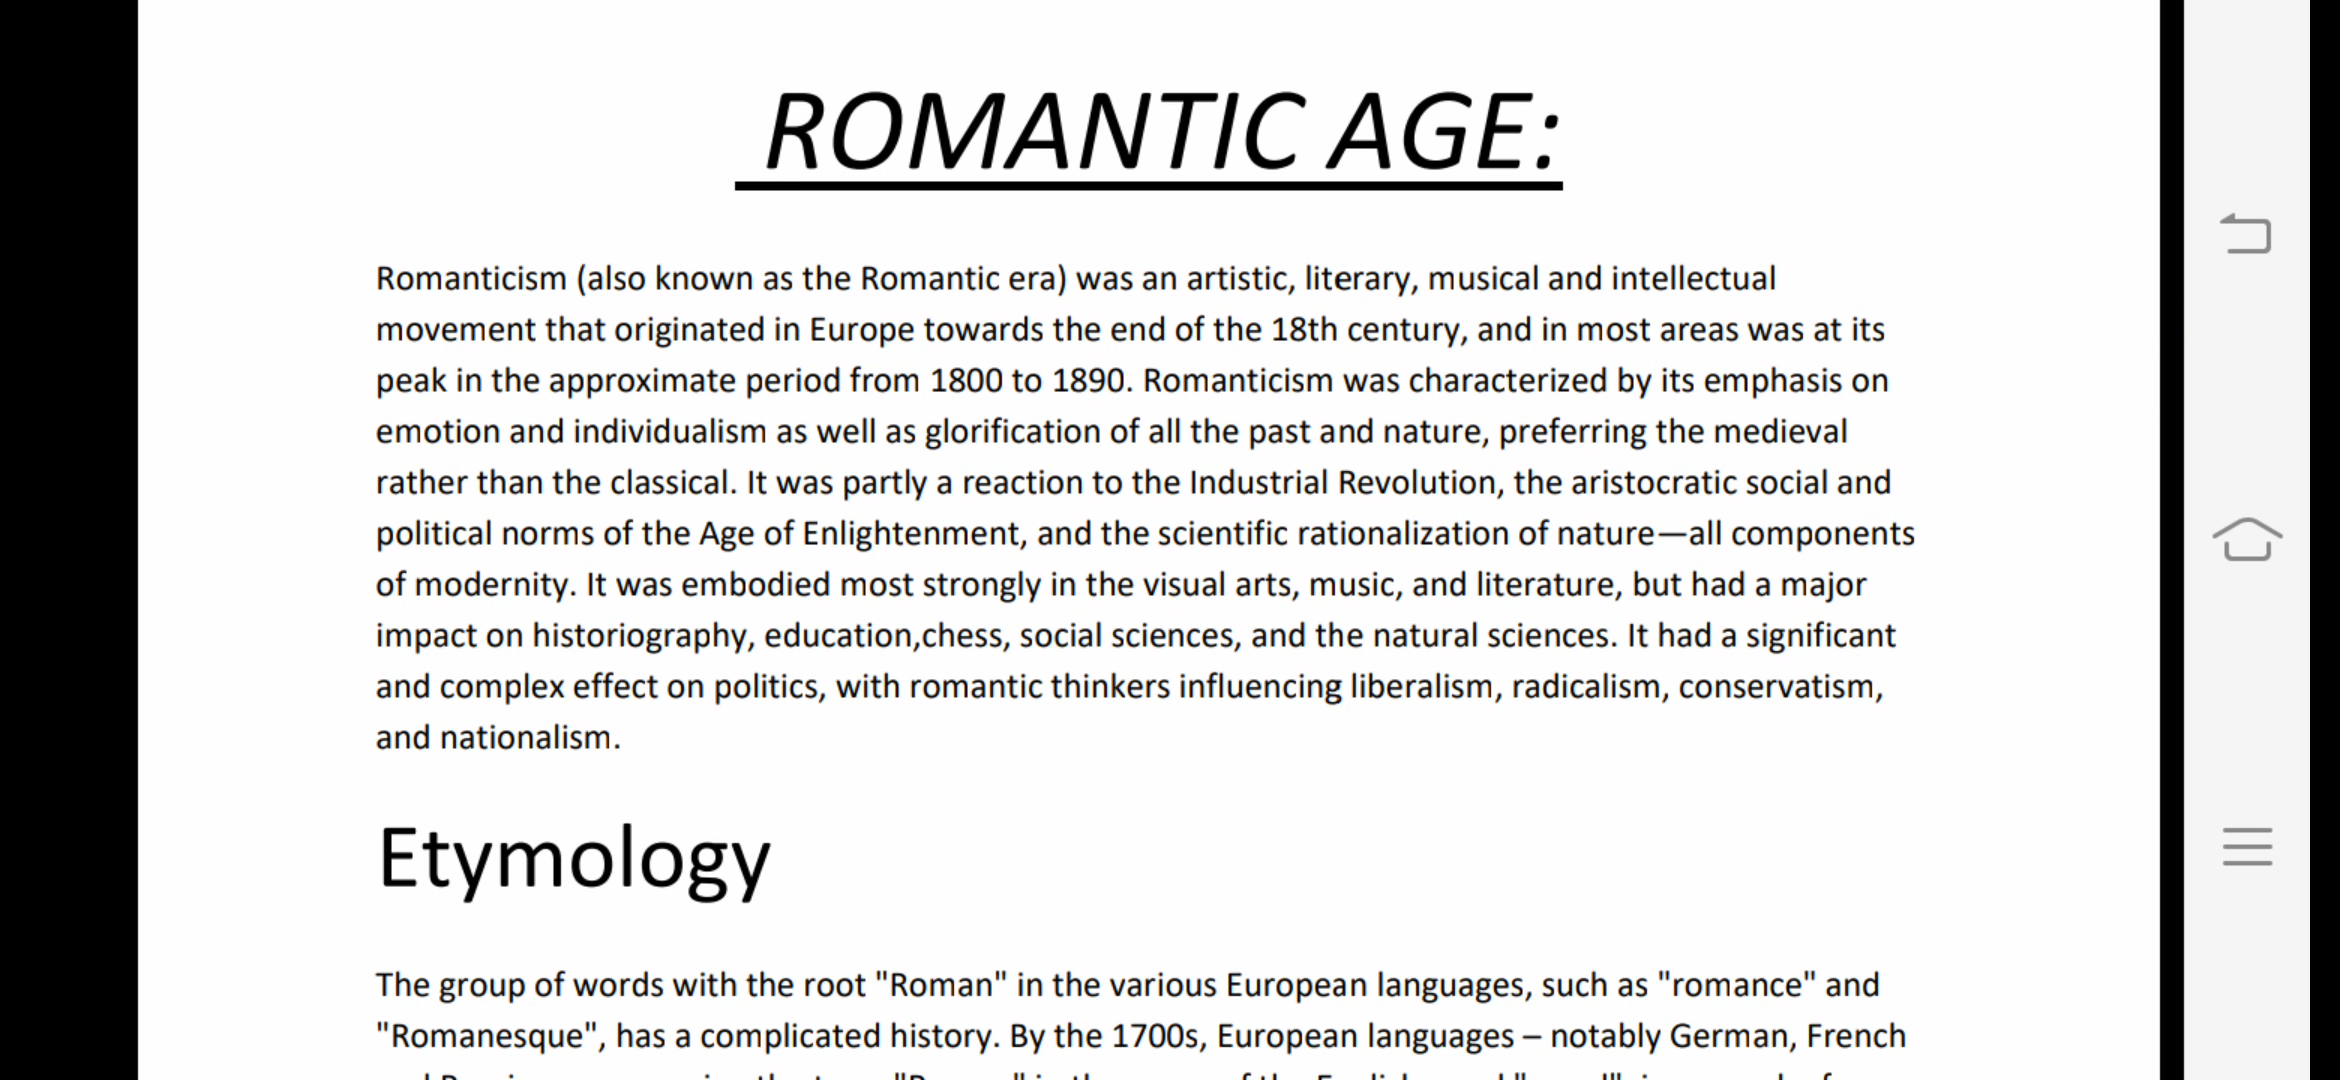 ROMANTIC AGE:
Romanticism (also known as the Romantic era) was an artistic, literary, musical and intellectual
movement that originated in Europe towards the end of the 18th century, and in most areas was at its
peak in the approximate period from 1800 to 1890. Romanticism was characterized by its emphasis on
emotion and individualism as well as glorification of all the past and nature, preferring the medieval
rather than the classical. It was partly a reaction to the Industrial Revolution, the aristocratic social and
political norms of the Age of Enlightenment, and the scientific rationalization of nature—all components
of modernity. It was embodied most strongly in the visual arts, music, and literature, but had a major
impact on historiography, education,chess, social sciences, and the natural sciences. It had a significant
and complex effect on politics, with romantic thinkers influencing liberalism, radicalism, conservatism,
and nationalism.
Etymology
The group of words with the root "Roman" in the various European languages, such as "romance" and
"Romanesque", has a complicated history. By the 1700s, European languages – notably German, French